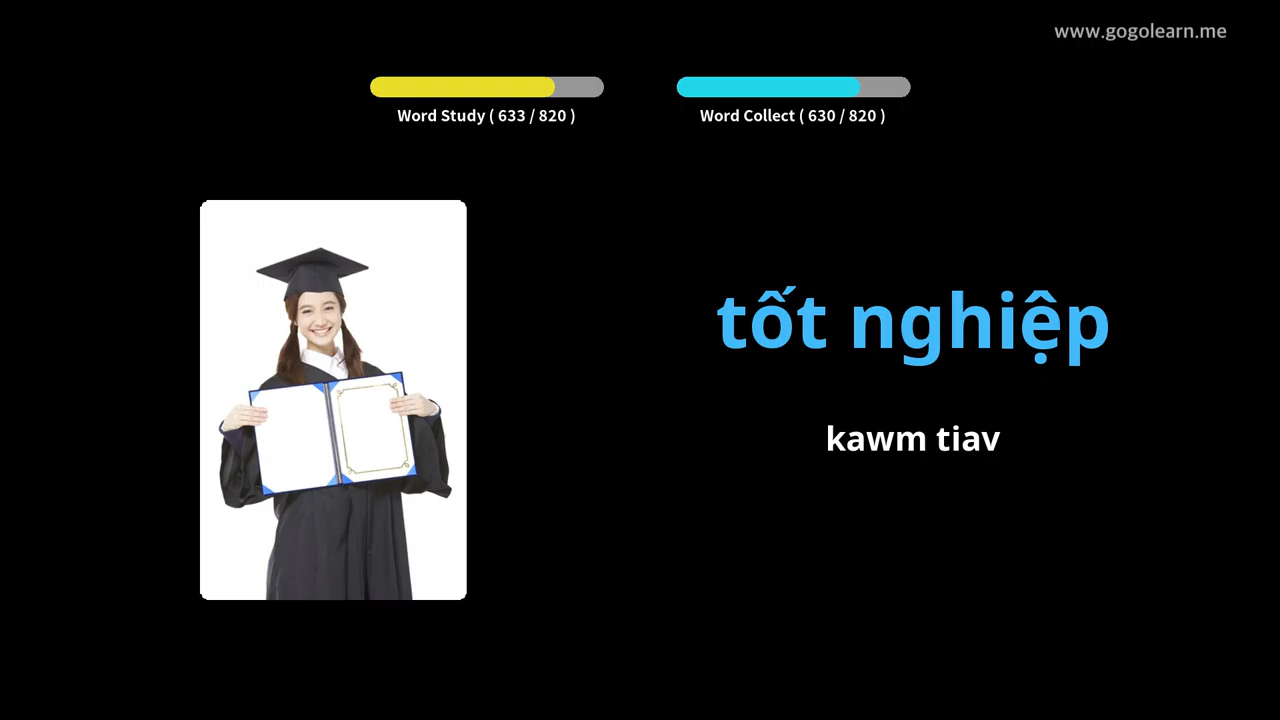 www.gogolearn.me
Word Study ( 633 / 820 )
Word Collect ( 630 / 820 )
tốt nghiệp
kawm tiav